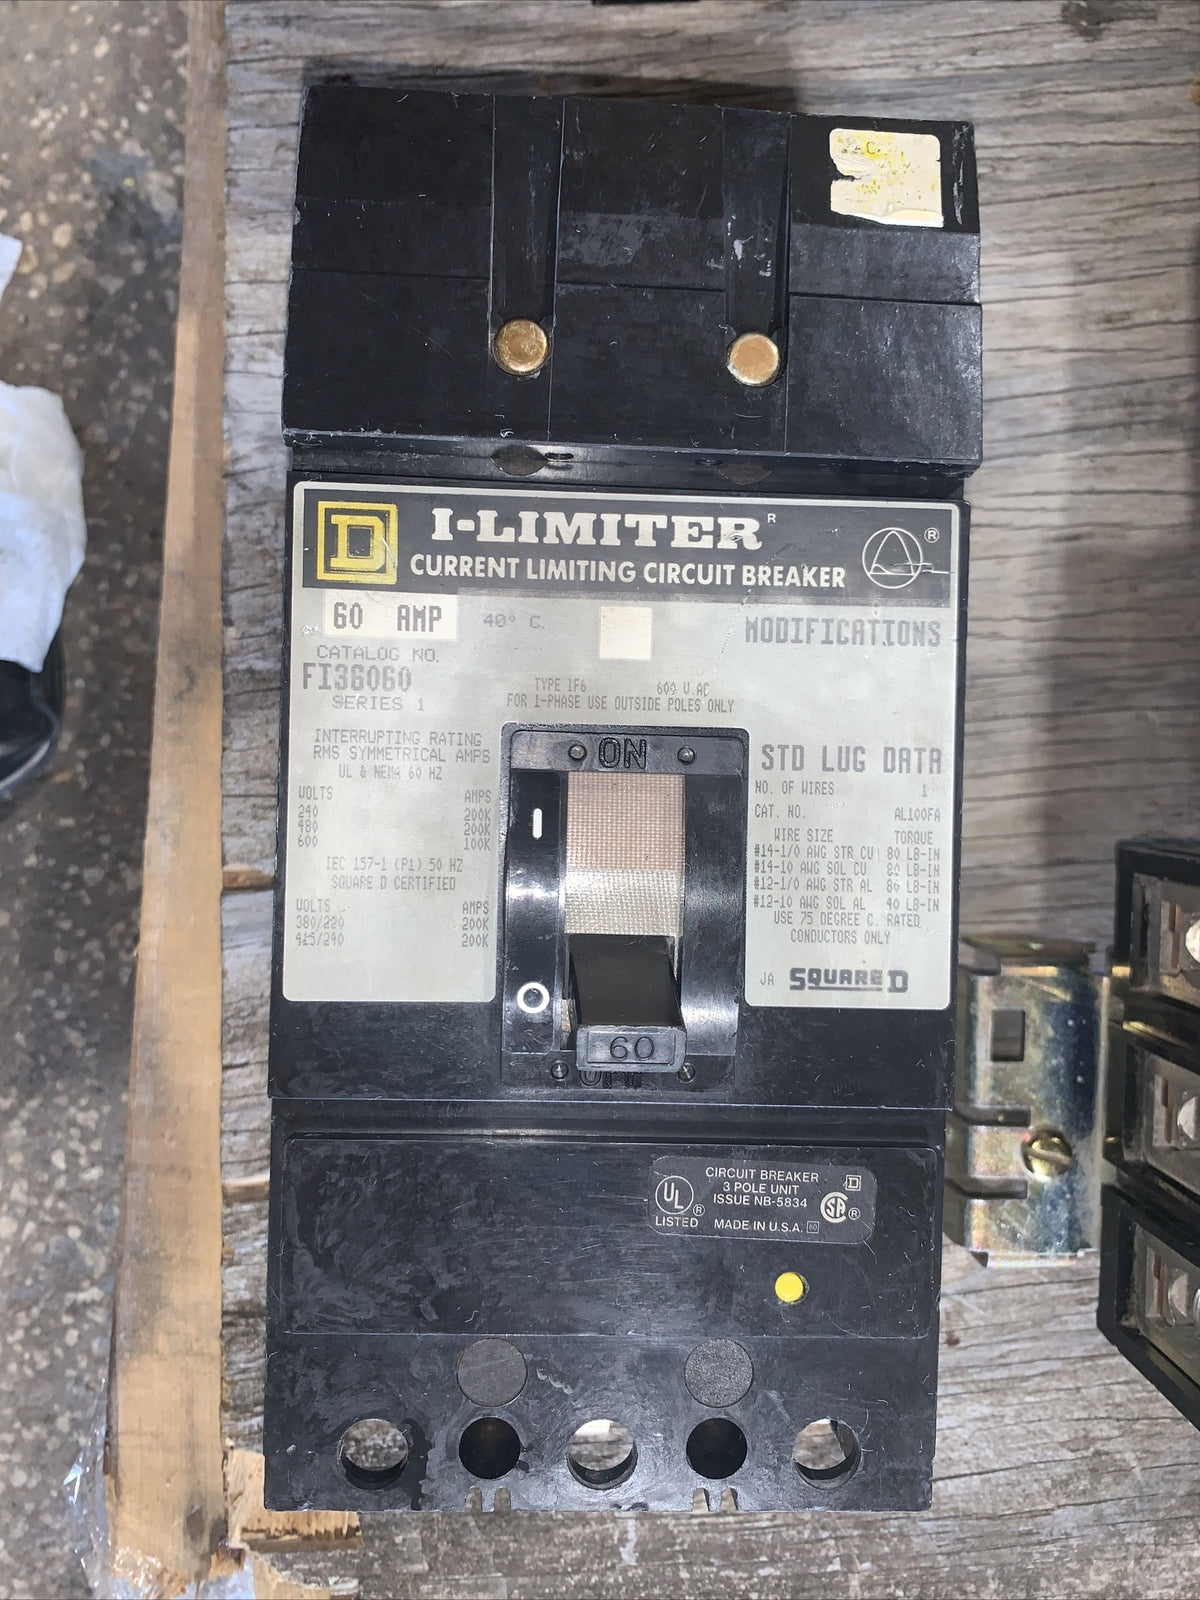 D
I-LIMITER R
CURRENT LIMITING CIRCUIT BREAKER
®
60 AMP
40° C.
MODIFICATIONS
CATALOG NO.
FI36060
SERIES 1
TYPE IF6 600 V.AC
FOR 1-PHASE USE OUTSIDE POLES ONLY
INTERRUPTING RATING
RMS SYMMETRICAL AMPS
UL & NEMA 60 HZ
VOLTS AMPS
240 200K
480 200K
600 100K
IEC 157-1 (P1) 50 HZ
SQUARE D CERTIFIED
VOLTS AMPS
380/220 200K
415/240 200K
ON
I
O
60
OFF
STD LUG DATA
NO. OF WIRES 1
CAT. NO. AL100FA
WIRE SIZE TORQUE
#14-1/0 AWG STR CU 80 LB-IN
#14-10 AWG SOL CU 80 LB-IN
#12-1/0 AWG STR AL 80 LB-IN
#12-10 AWG SOL AL 40 LB-IN
USE 75 DEGREE C. RATED
CONDUCTORS ONLY
JA SQUARE D
UL ®
LISTED
CIRCUIT BREAKER
3 POLE UNIT
ISSUE NB-5834
MADE IN U.S.A. 60
D
SA ®